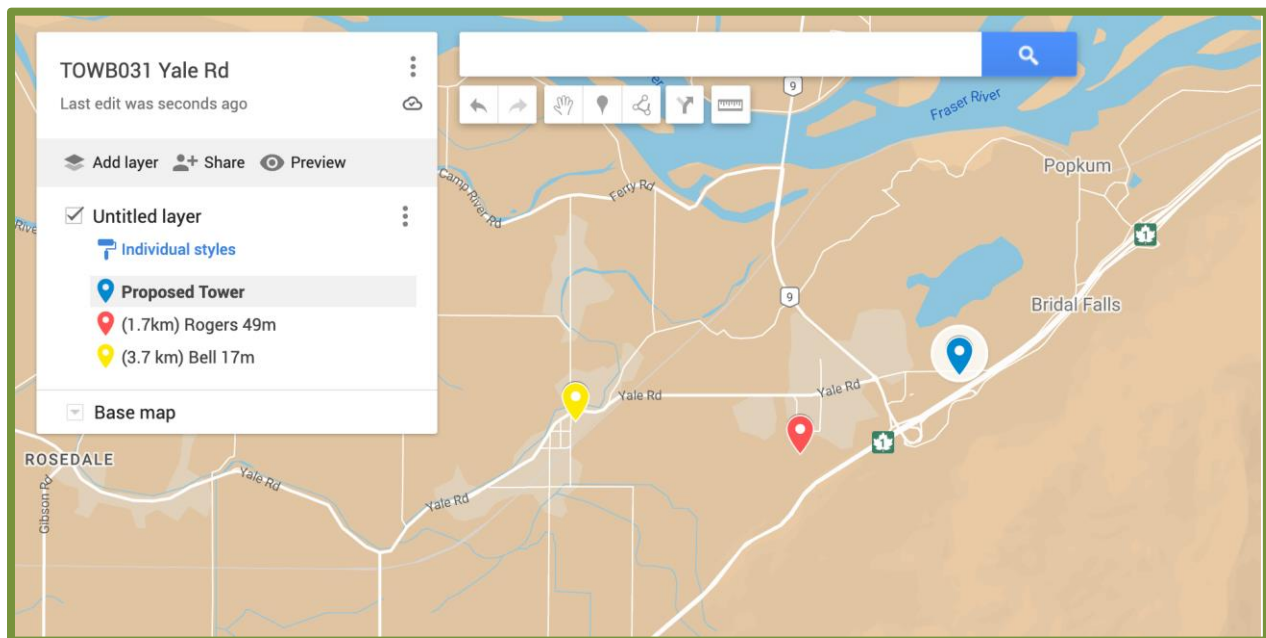 TOWB031 Yale Rd
Last edit was seconds ago
Add layer Share Preview
Untitled layer
Individual styles
Proposed Tower
(1.7km) Rogers 49m
(3.7 km) Bell 17m
Base map
9
Fraser River
Popkum
Camp River Rd
Ferry Rd
1
9
Bridal Falls
Yale Rd
Yale Rd
1
ROSEDALE
Yale Rd
Gibson Rd
Yale Rd